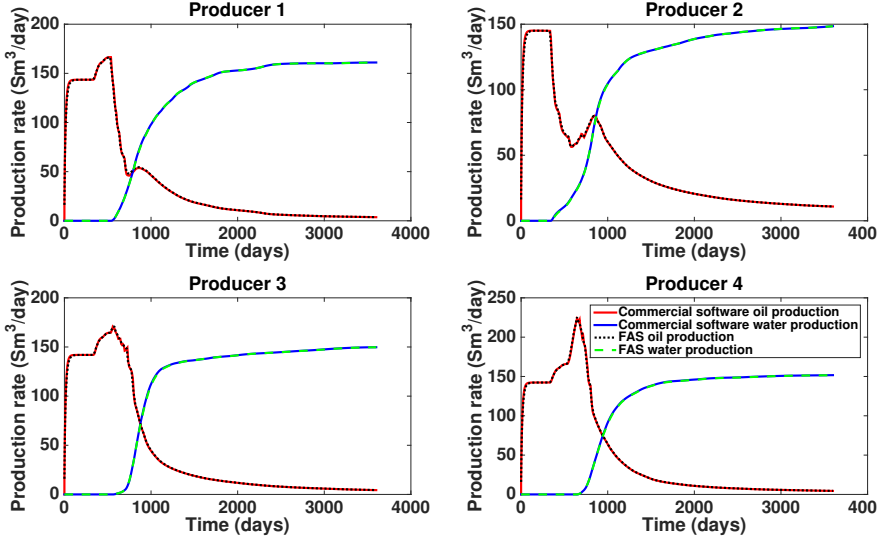 Producer 1
Production rate (Sm³/day)
200
150
100
50
0
0 1000 2000 3000 4000
Time (days)
Producer 2
Production rate (Sm³/day)
150
100
50
0
0 1000 2000 3000 400
Time (days)
Producer 3
Production rate (Sm³/day)
200
150
100
50
0
0 1000 2000 3000 4000
Time (days)
Producer 4
Production rate (Sm³/day)
250
200
150
100
50
0
0 1000 2000 3000 400
Time (days)
Commercial software oil production
Commercial software water production
FAS oil production
FAS water production